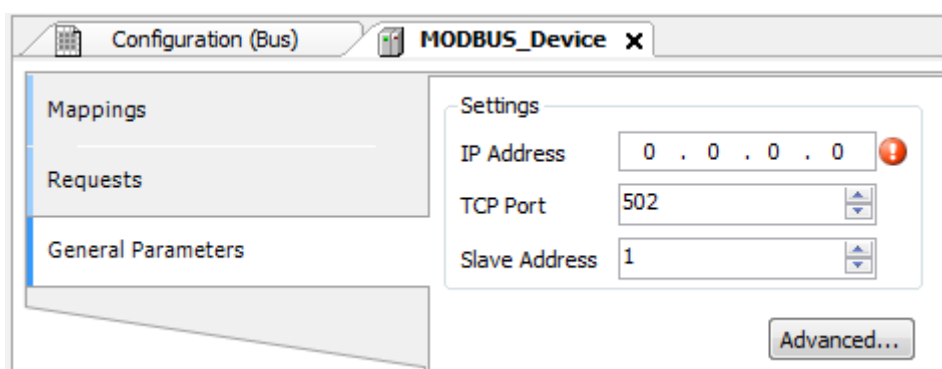 Configuration (Bus) MODBUS_Device x
Mappings
Requests
General Parameters
Settings
IP Address 0 . 0 . 0 . 0
TCP Port 502
Slave Address 1
Advanced...